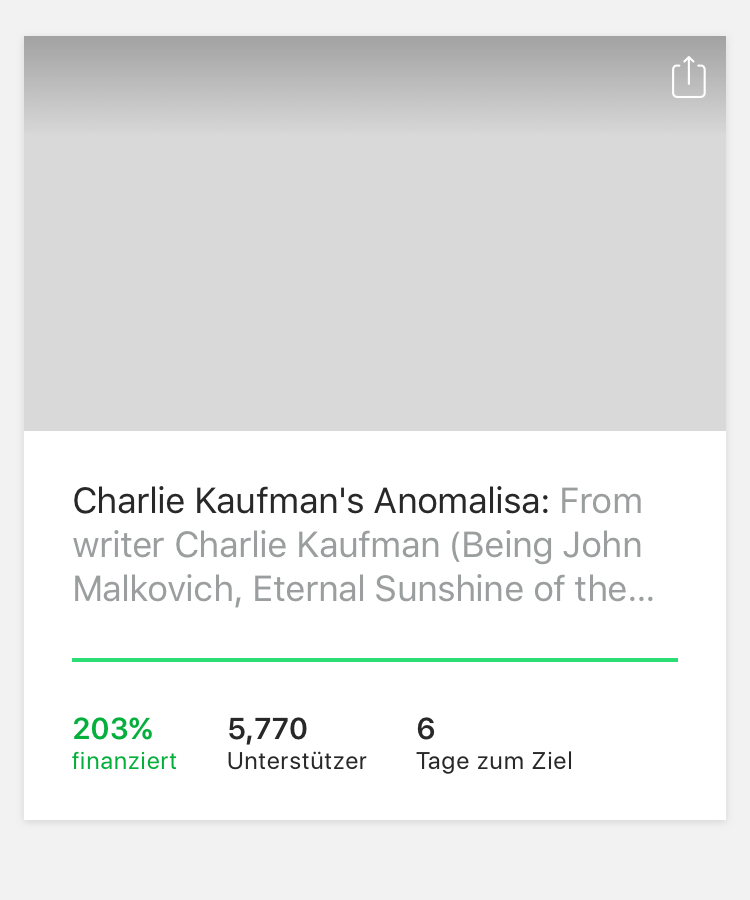 Charlie Kaufman's Anomalisa: From
writer Charlie Kaufman (Being John
Malkovich, Eternal Sunshine of the...
203% 5,770 6
finanziert Unterstützer Tage zum Ziel